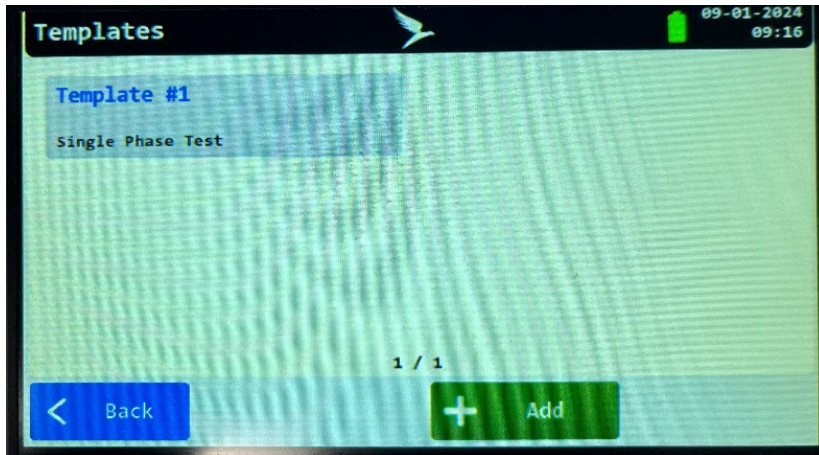 Templates
09-01-2024
09:16
Template #1
Single Phase Test
1 / 1
Back
Add